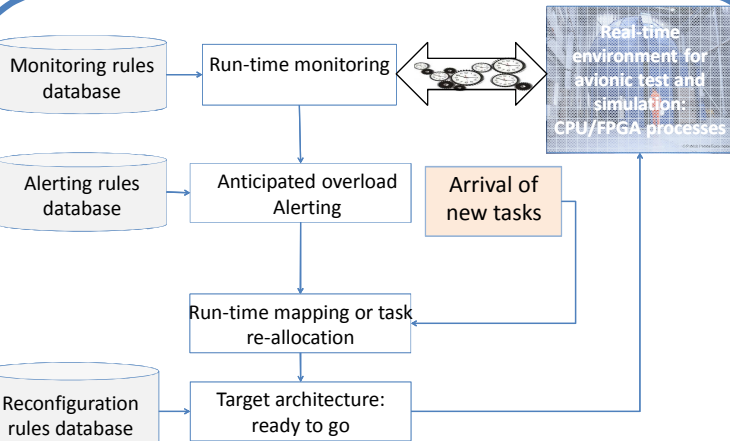 Monitoring rules
database
Run-time monitoring
Real-time
environment for
avionic test and
simulation:
CPU/FPGA processes
Alerting rules
database
Anticipated overload
Alerting
Arrival of
new tasks
Run-time mapping or task
re-allocation
Reconfiguration
rules database
Target architecture:
ready to go